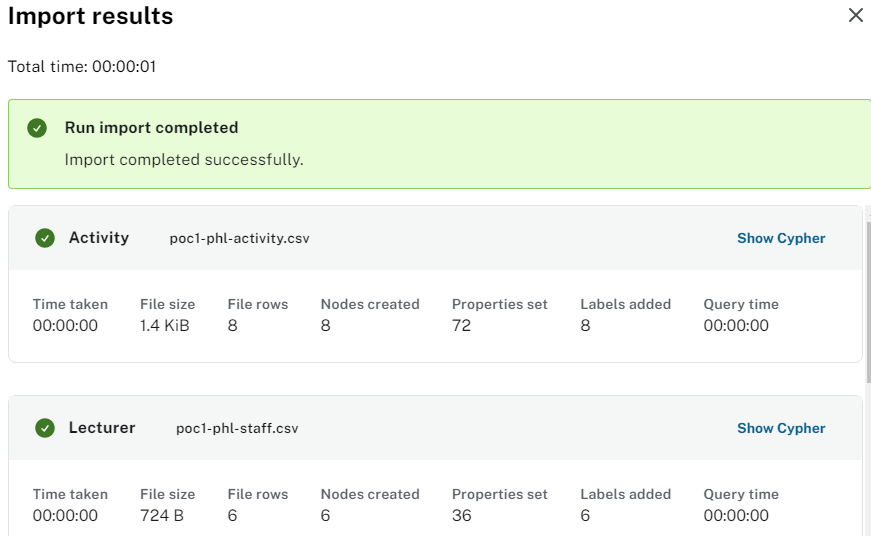 Import results
Total time: 00:00:01
Run import completed
Import completed successfully.
Activity poc1-phl-activity.csv Show Cypher
Time taken File size File rows Nodes created Properties set Labels added Query time
00:00:00 1.4 KiB 8 8 72 8 00:00:00
Lecturer poc1-phl-staff.csv Show Cypher
Time taken File size File rows Nodes created Properties set Labels added Query time
00:00:00 724 B 6 6 36 6 00:00:00